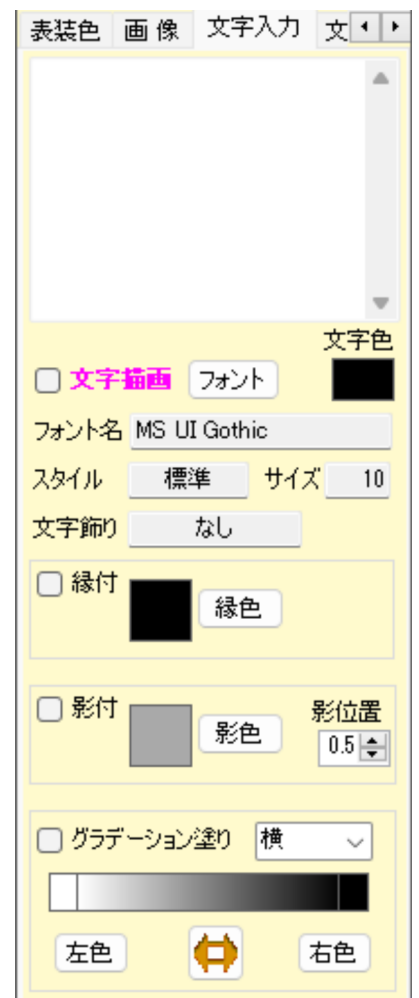 表装色 画像 文字入力 文
文字色
文字描画 フォント
フォント名 MS UI Gothic
スタイル 標準 サイズ 10
文字飾り なし
縁付 縁色
影付 影色 影位置
0.5
グラデーション塗り 横
左色 右色